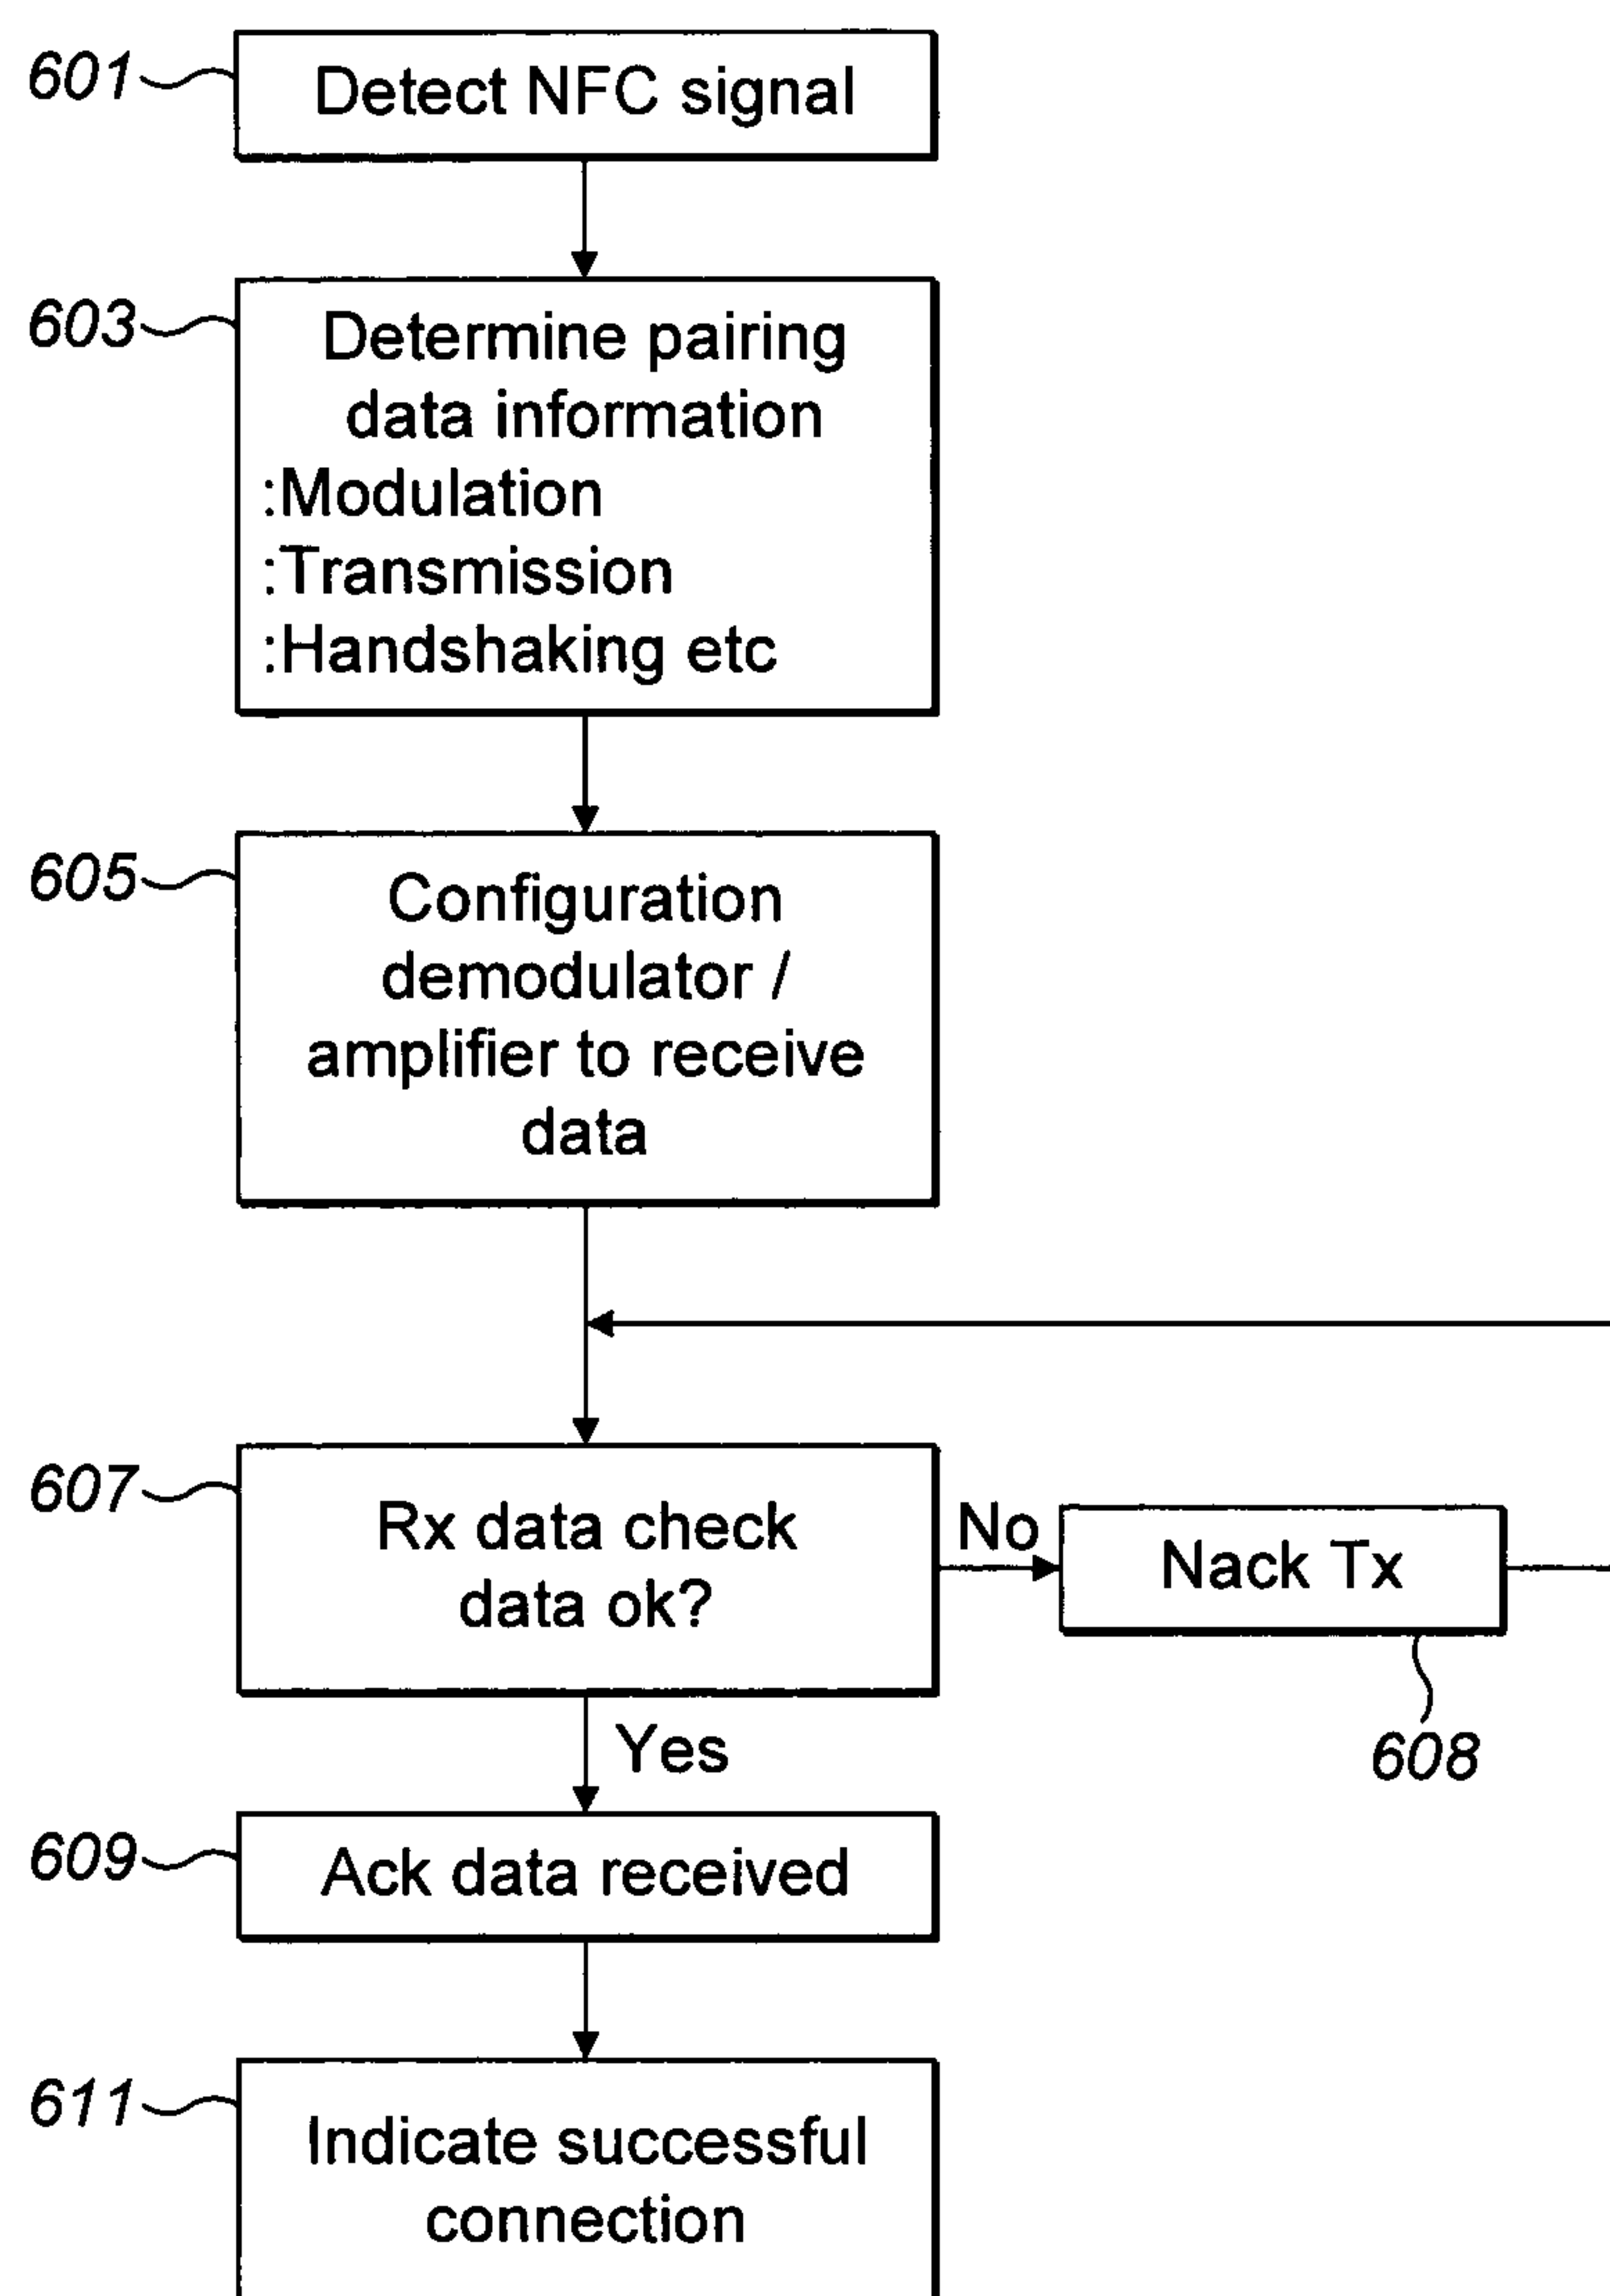 601
Detect NFC signal
603
Determine pairing
data information
:Modulation
:Transmission
:Handshaking etc
605
Configuration
demodulator /
amplifier to receive
data
607
Rx data check
data ok?
No
Nack Tx
608
Yes
609
Ack data received
611
Indicate successful
connection